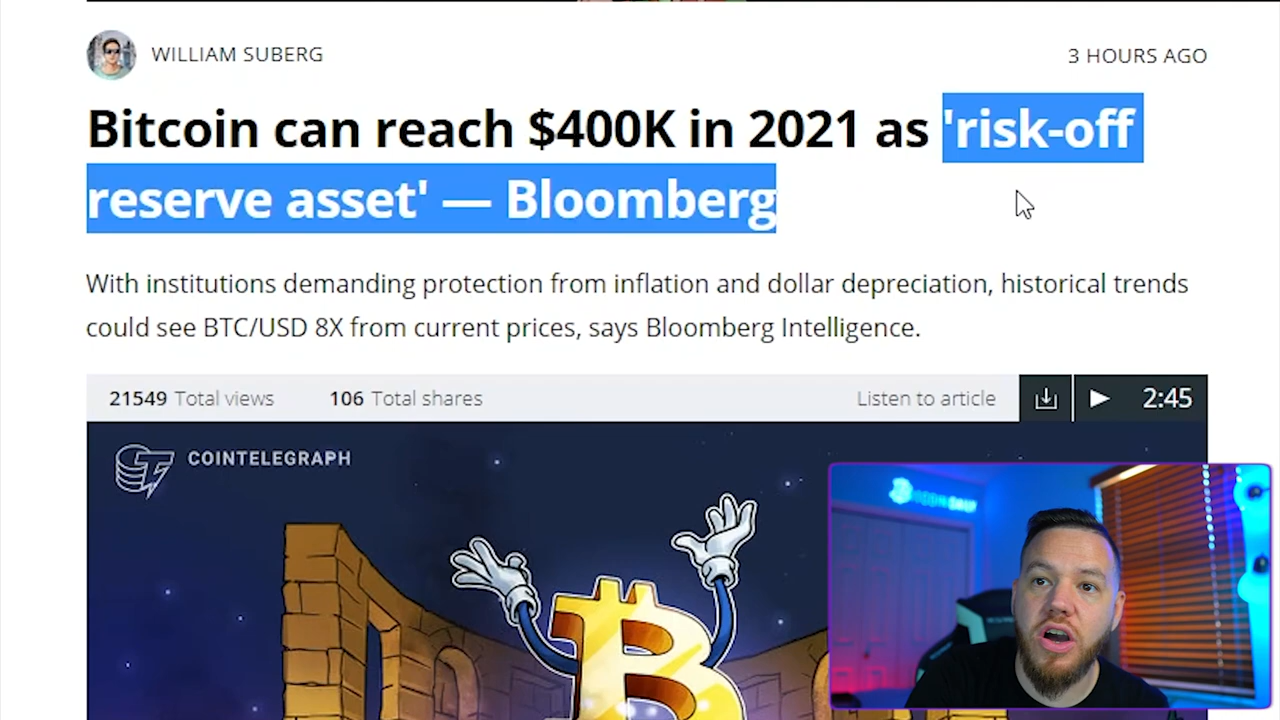 WILLIAM SUBERG
3 HOURS AGO
Bitcoin can reach $400K in 2021 as 'risk-off
reserve asset' — Bloomberg
With institutions demanding protection from inflation and dollar depreciation, historical trends
could see BTC/USD 8X from current prices, says Bloomberg Intelligence.
21549 Total views 106 Total shares Listen to article 2:45
COINTELEGRAPH